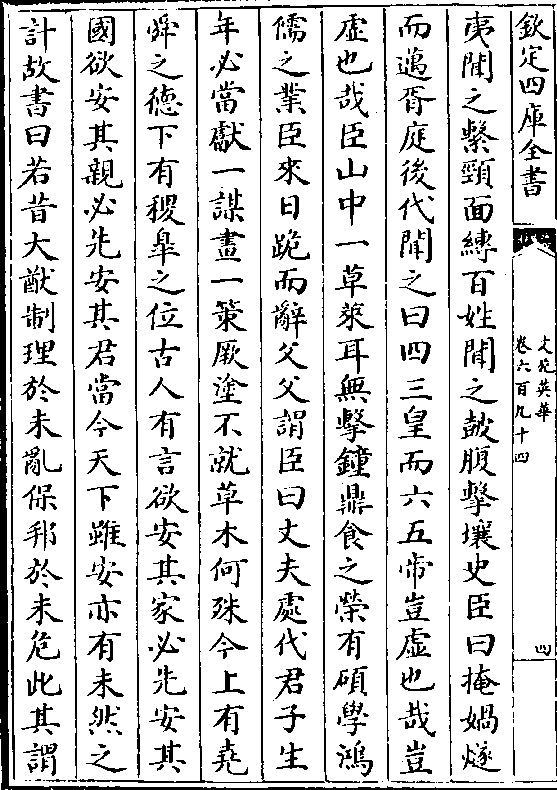 欽定四庫全書
文苑英華
卷六百九十四
四
夷聞之繫頸面縛百姓聞之皷腹擊壤史臣曰掩媧燧
而邁胥庭後代聞之曰四三皇而六五帝豈虚也哉豈
虚也哉臣山中一草萊耳無擊鐘鼎食之榮有碩學鴻
儒之業臣來日跪而辭父父謂臣曰丈夫處代君子生
年必當獻一謀畫一策厥塗不就草木何殊今上有堯
舜之德下有稷臯之位古人有言欲安其家必先安其
國欲安其親必先安其君當今天下雖安亦有未然之
計故書曰若昔大猷制理於未亂保邦於未危此其謂